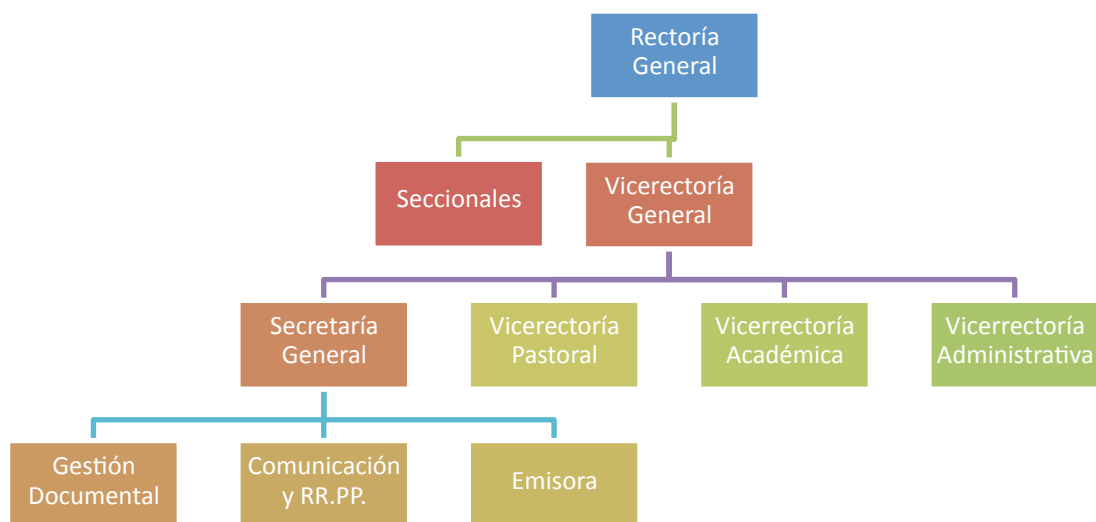 Rectoría
General
Seccionales
Vicerectoría
General
Secretaría
General
Vicerectoría
Pastoral
Vicerrectoría
Académica
Vicerrectoría
Administrativa
Gestión
Documental
Comunicación
y RR.PP.
Emisora